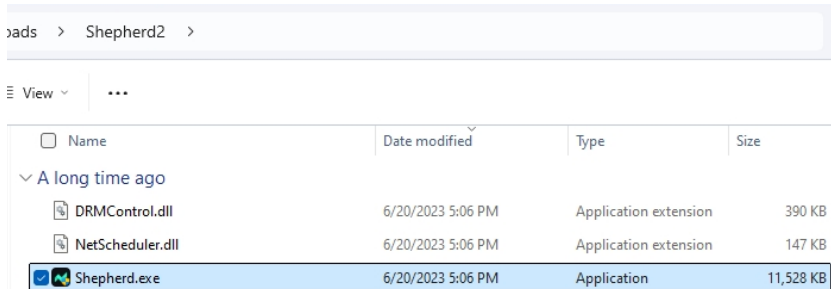 Shepherd2
View
...
Name Date modified Type Size
A long time ago
DRMControl.dll 6/20/2023 5:06 PM Application extension 390 KB
NetScheduler.dll 6/20/2023 5:06 PM Application extension 147 KB
Shepherd.exe 6/20/2023 5:06 PM Application 11,528 KB